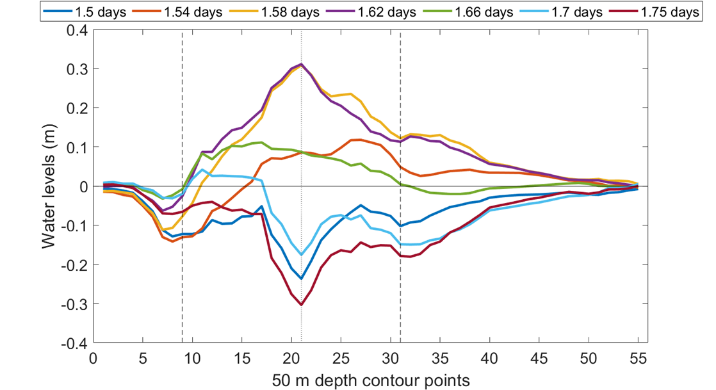 1.5 days 1.54 days 1.58 days 1.62 days 1.66 days 1.7 days 1.75 days
0.4
0.3
0.2
0.1
0
-0.1
-0.2
-0.3
-0.4
Water levels (m)
0 5 10 15 20 25 30 35 40 45 50 55
50 m depth contour points